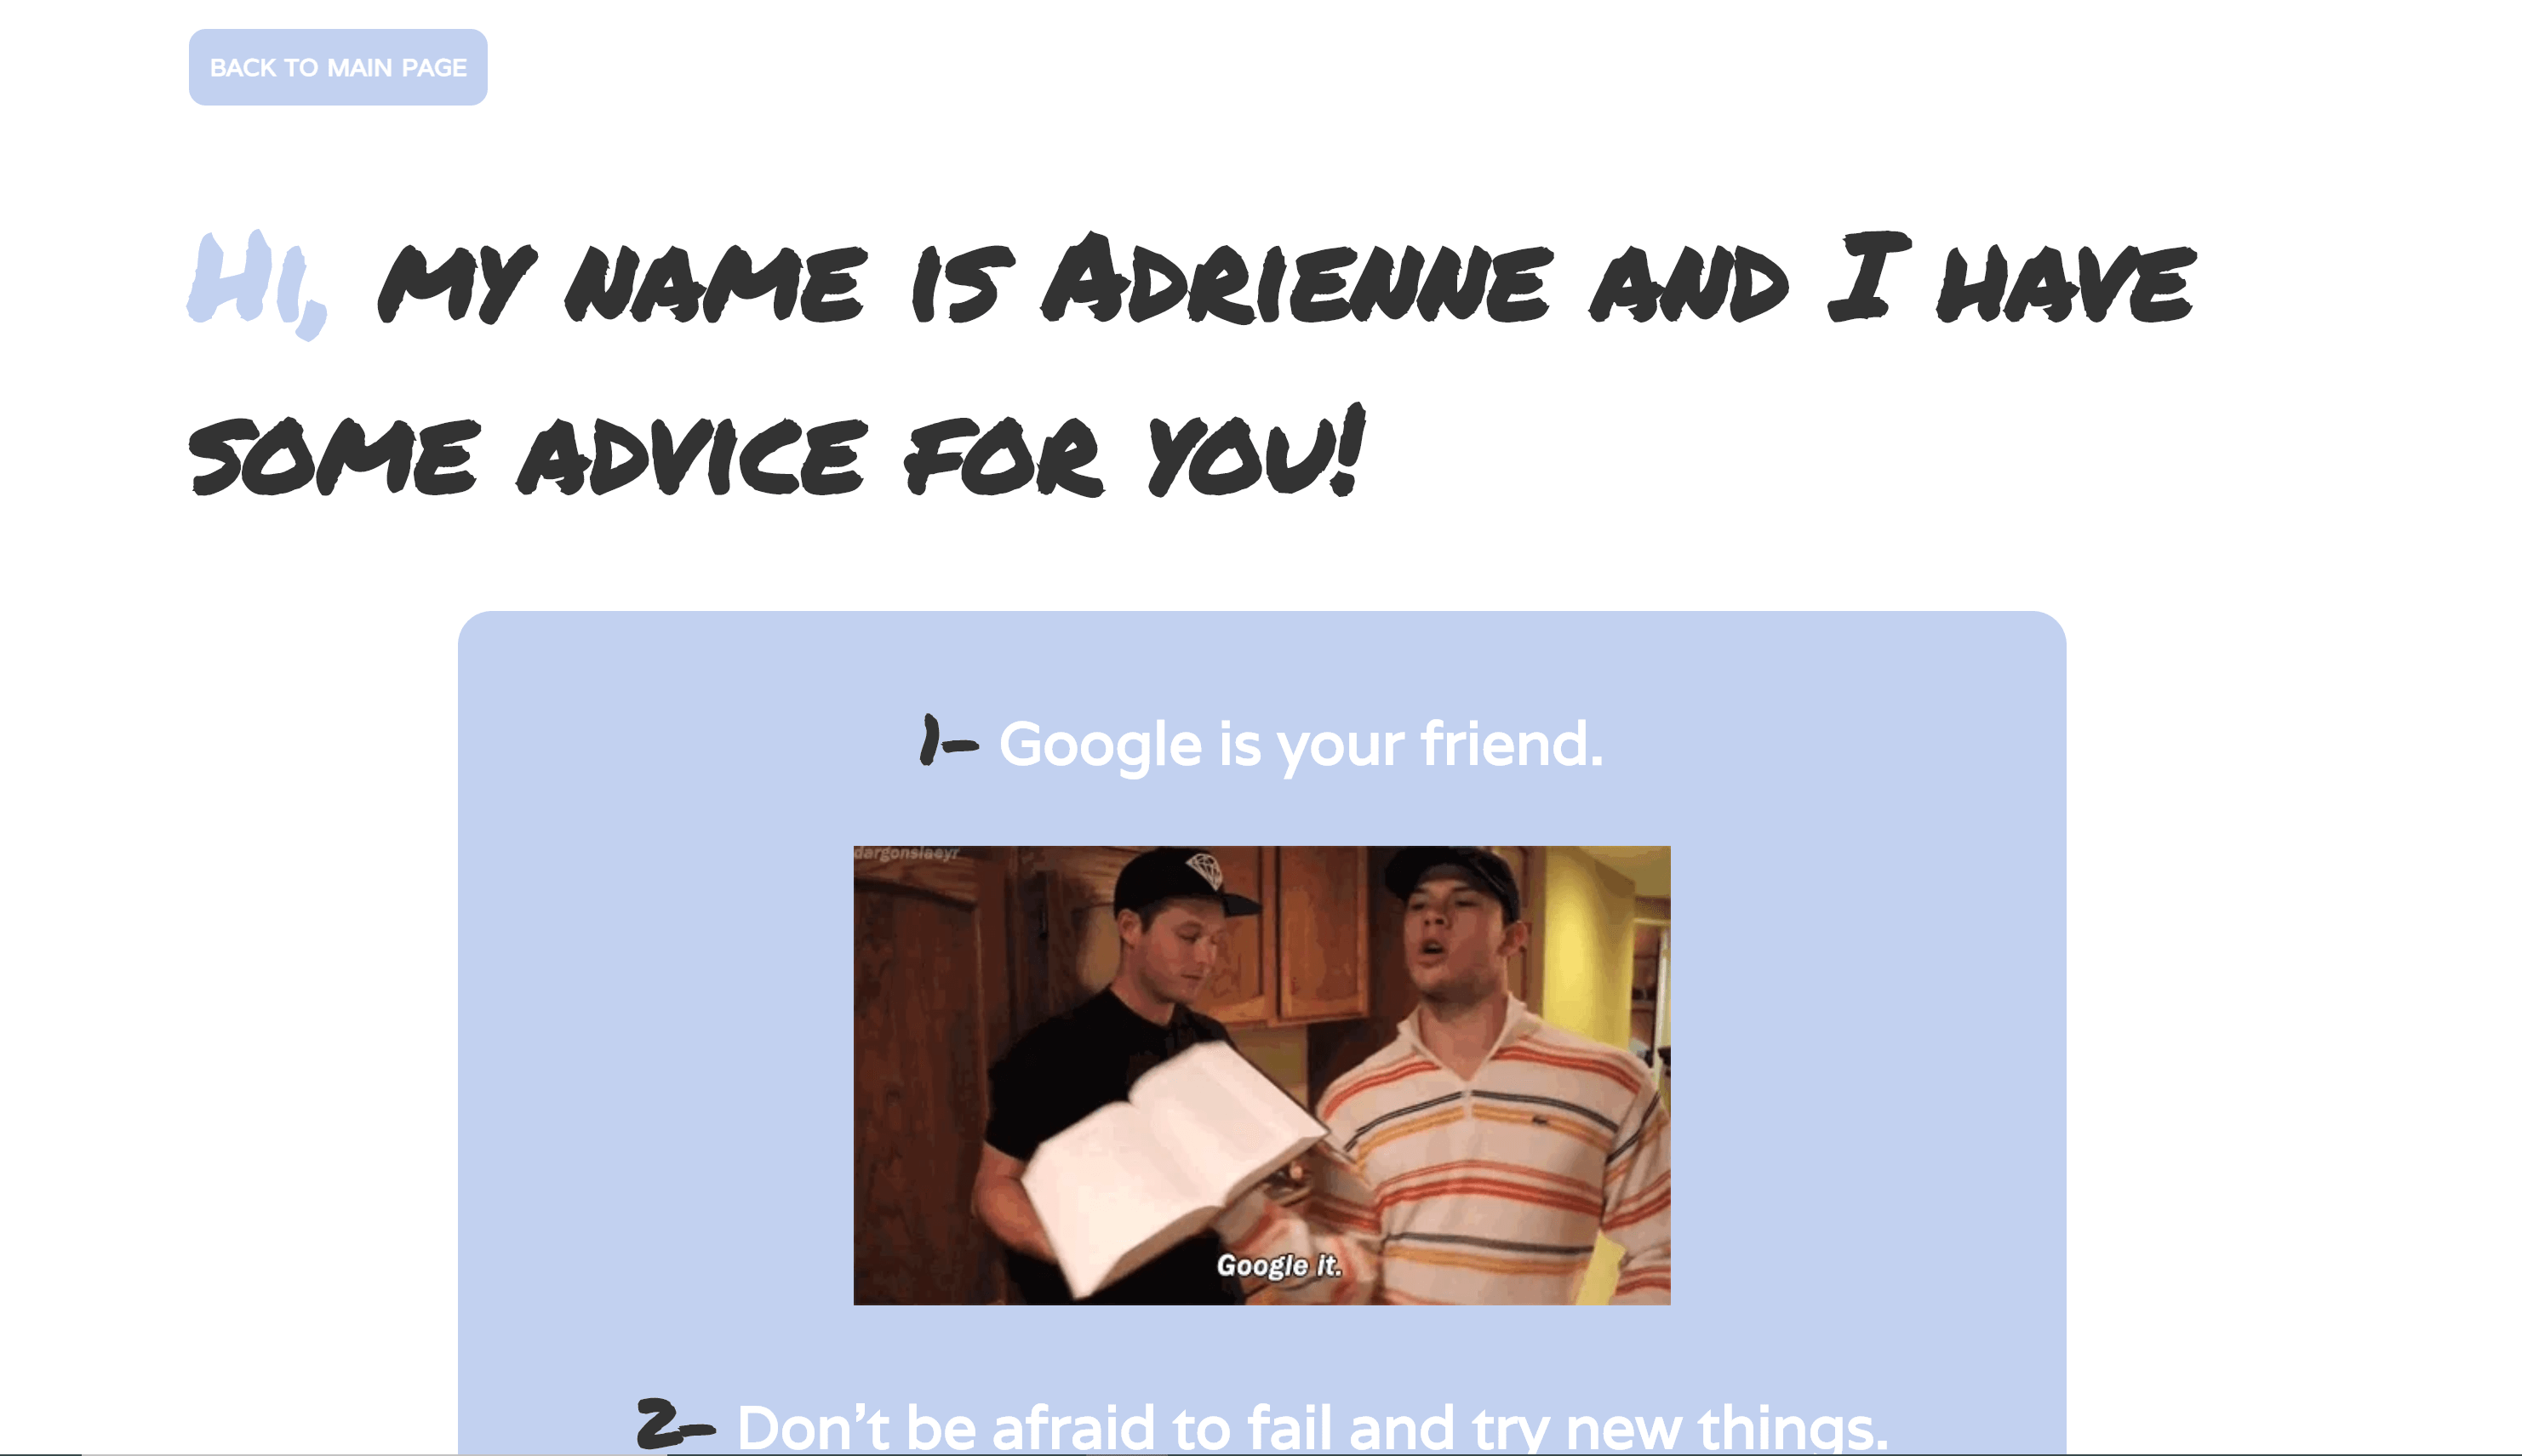 BACK TO MAIN PAGE
Hi, my name is Adrienne and I have
some advice for you!
1- Google is your friend.
dargonslaayr
Google it.
2- Don’t be afraid to fail and try new things.